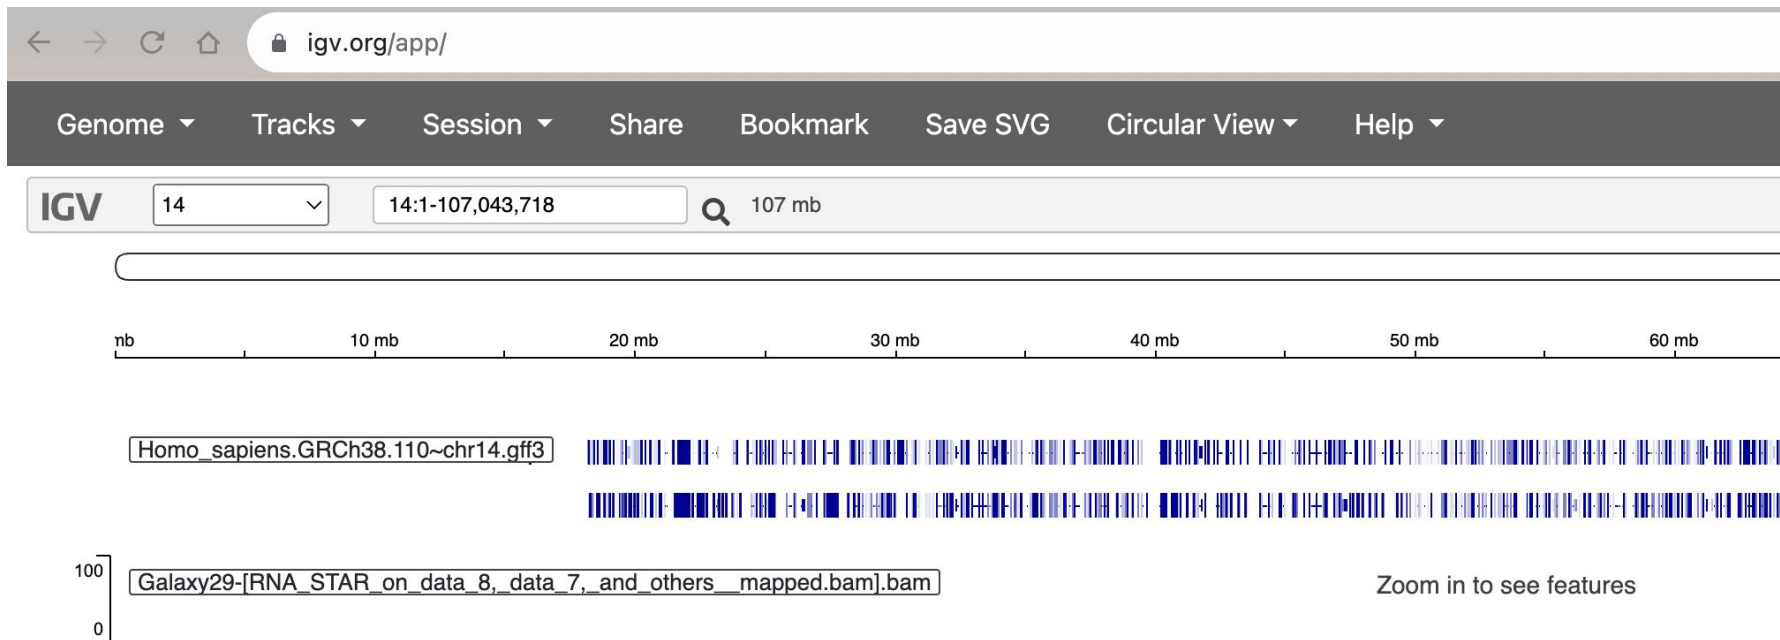 igv.org/app/
Genome Tracks Session Share Bookmark Save SVG Circular View Help
IGV 14 14:1-107,043,718 107 mb
mb 10 mb 20 mb 30 mb 40 mb 50 mb 60 mb
Homo_sapiens.GRCh38.110~chr14.gff3
100
Galaxy29-[RNA_STAR_on_data_8,_data_7,_and_others__mapped.bam].bam Zoom in to see features
0